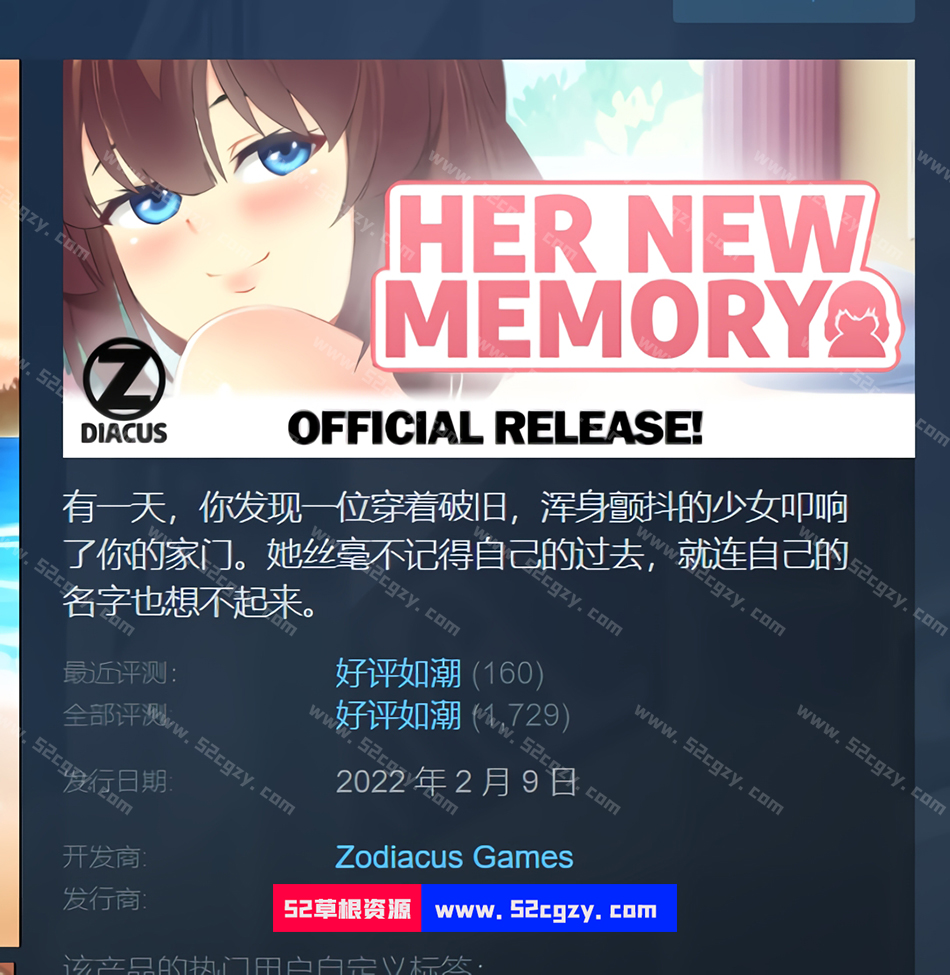 HER NEW
MEMORY
Z
DIACUS
OFFICIAL RELEASE!
有一天，你发现一位穿着破旧，浑身颤抖的少女叩响
了你的家门。她丝毫不记得自己的过去，就连自己的
名字也想不起来。
最近评测: 好评如潮 (160)
全部评测: 好评如潮 (1,729)
发行日期: 2022 年 2 月 9 日
开发商: Zodiacus Games
发行商:
52草根资源 www.52cgzy.com
该产品的热门用户自定义标签:
www.52cgzy.com